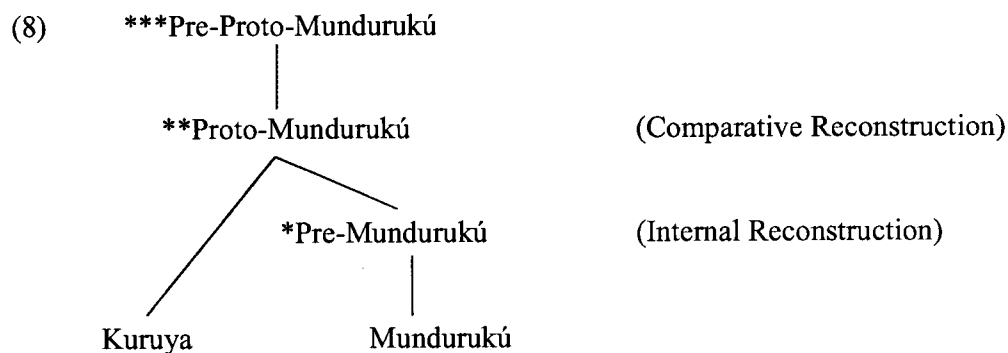 (8) ***Pre-Proto-Mundurukú
**Proto-Mundurukú (Comparative Reconstruction)
*Pre-Mundurukú (Internal Reconstruction)
Kuruya Mundurukú